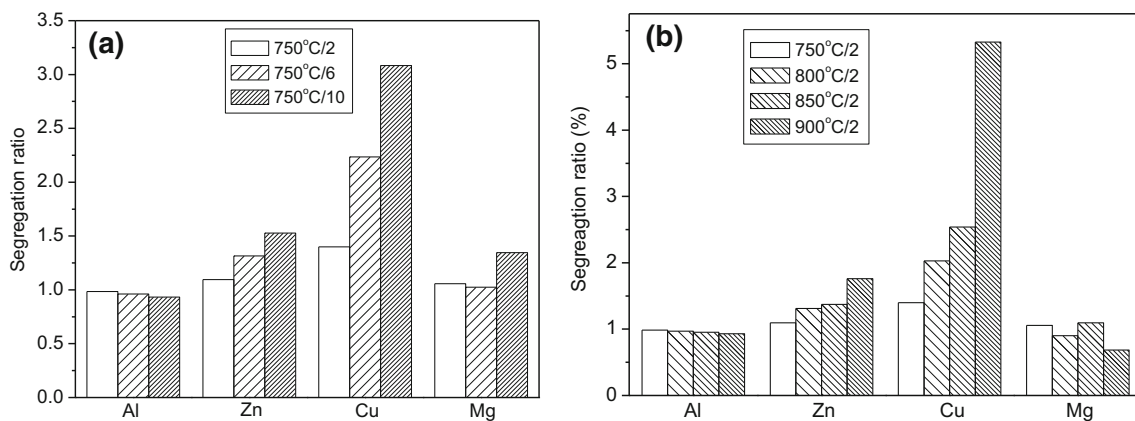 (a)
750°C/2
750°C/6
750°C/10
Segregation ratio
3.5
3.0
2.5
2.0
1.5
1.0
0.5
0.0
Al Zn Cu Mg
(b)
750°C/2
800°C/2
850°C/2
900°C/2
Segreagtion ratio (%)
5
4
3
2
1
0
Al Zn Cu Mg